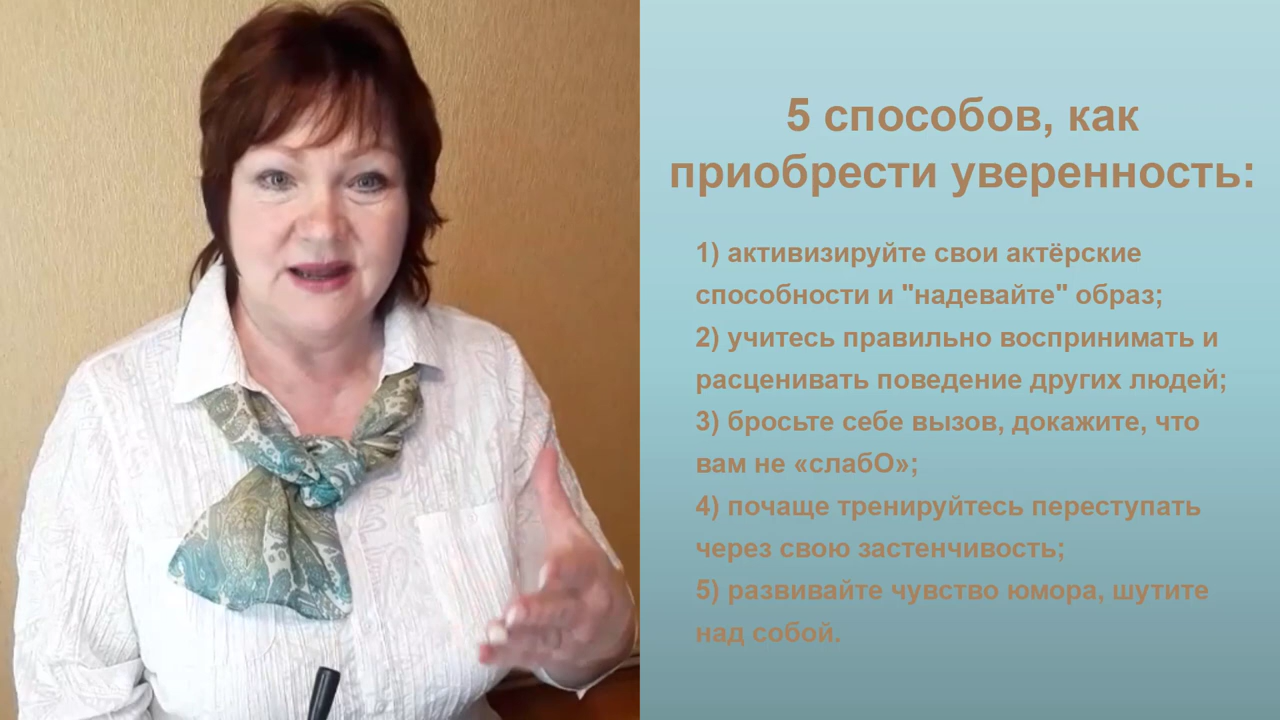 5 способов, как
приобрести уверенность:
1) активизируйте свои актёрские
способности и "надевайте" образ;
2) учитесь правильно воспринимать и
расценивать поведение других людей;
3) бросьте себе вызов, докажите, что
вам не «слабО»;
4) почаще тренируйтесь переступать
через свою застенчивость;
5) развивайте чувство юмора, шутите
над собой.